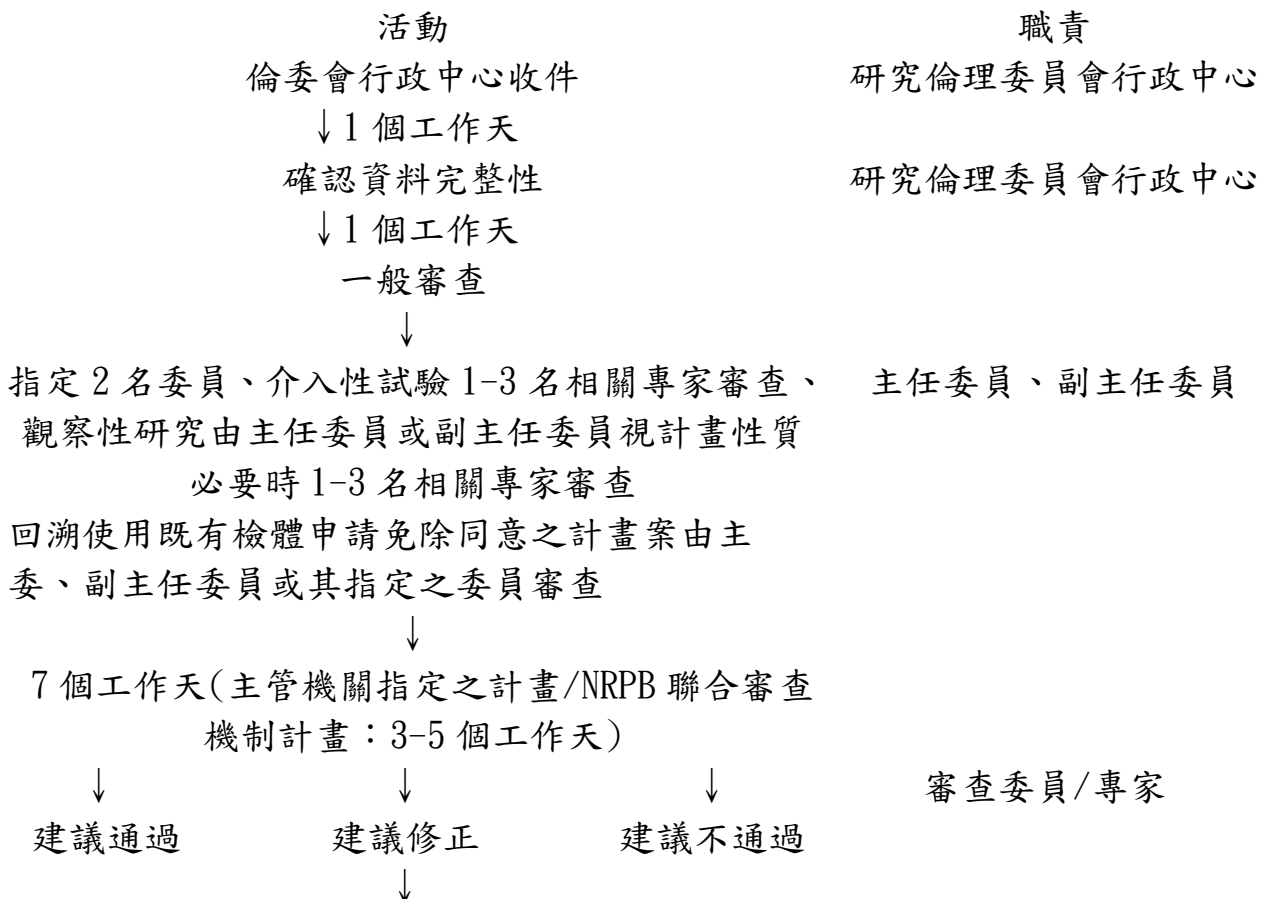 活動 職責
倫委會行政中心收件 研究倫理委員會行政中心
↓1 個工作天
確認資料完整性 研究倫理委員會行政中心
↓1 個工作天
一般審查
↓
指定 2 名委員、介入性試驗 1-3 名相關專家審查、 主任委員、副主任委員
觀察性研究由主任委員或副主任委員視計畫性質
必要時 1-3 名相關專家審查
回溯使用既有檢體申請免除同意之計畫案由主
委、副主任委員或其指定之委員審查
↓
7 個工作天(主管機關指定之計畫/NRPB 聯合審查
機制計畫：3-5 個工作天)
↓ ↓ ↓ 審查委員/專家
建議通過 建議修正 建議不通過
↓